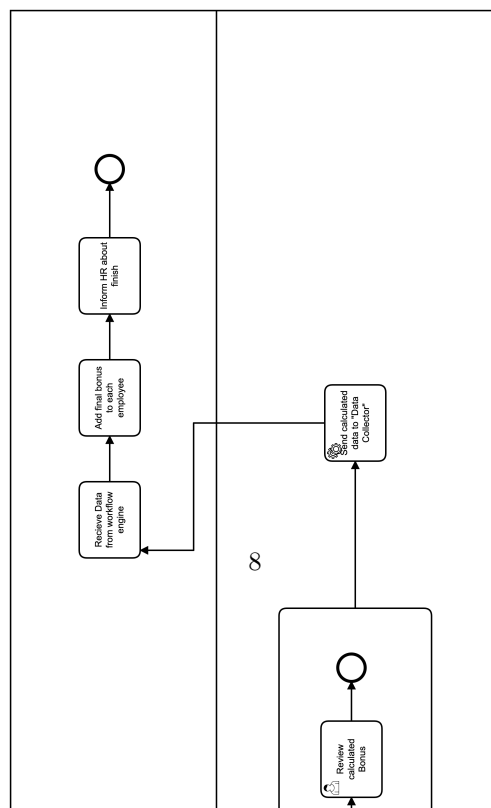 Inform HR about
finish
Add final bonus
to each
employee
Recieve Data
from workflow
engine
Send calculated
data to "Data
Collector"
8
Review
calculated
Bonus